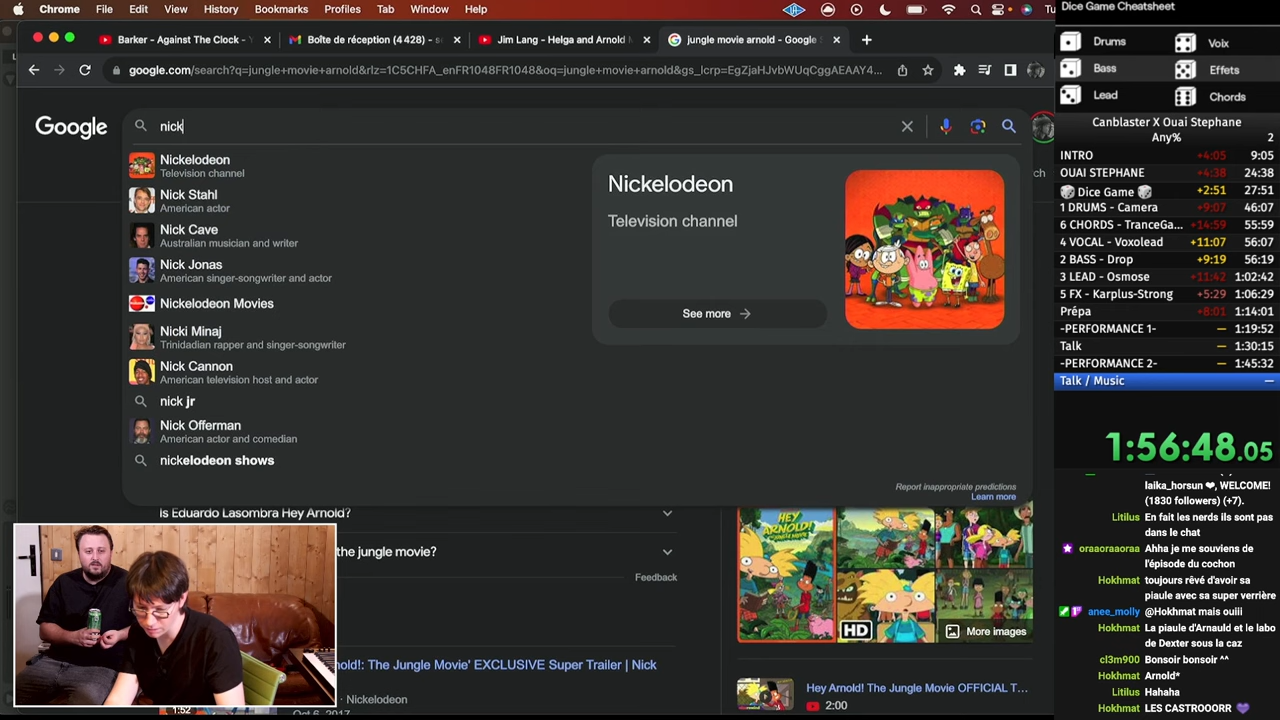 Chrome File Edit View History Bookmarks Profiles Tab Window Help
Barker - Against The Clock - Y
Boîte de réception (4 428) - s
Jim Lang - Helga and Arnold M
jungle movie arnold - Google S
google.com/search?q=jungle+movie+arnold&rlz=1C5CHFA_enFR1048FR1048&oq=jungle+movie+arnold&gs_lcrp=EgZjaHJvbWUqCggAEAAY4...
Google
nick
Nickelodeon
Television channel
Nick Stahl
American actor
Nick Cave
Australian musician and writer
Nick Jonas
American singer-songwriter and actor
Nickelodeon Movies
Nicki Minaj
Trinidadian rapper and singer-songwriter
Nick Cannon
American television host and actor
nick jr
Nick Offerman
American actor and comedian
nickelodeon shows
Nickelodeon
Television channel
See more →
Report inappropriate predictions
Learn more
Is Eduardo Lasombra Hey Arnold?
the jungle movie?
Feedback
HEY ARNOLD!
HD
More images
nold!: The Jungle Movie' EXCLUSIVE Super Trailer | Nick
· Nickelodeon
Oct 6, 2017
1:52
Hey Arnold! The Jungle Movie OFFICIAL T...
2:00
Dice Game Cheatsheet
Drums
Voix
Bass
Effets
Lead
Chords
Canblaster X Ouai Stephane
Any% 2
INTRO +4:05 9:05
OUAI STEPHANE +4:38 24:38
🎲 Dice Game 🎲 +2:51 27:51
1 DRUMS - Camera +9:07 46:07
6 CHORDS - TranceGa... +14:59 55:59
4 VOCAL - Voxolead +11:07 56:07
2 BASS - Drop +9:19 56:19
3 LEAD - Osmose +11:42 1:02:42
5 FX - Karplus-Strong +5:29 1:06:29
Prépa +8:01 1:14:01
-PERFORMANCE 1- — 1:19:52
Talk — 1:30:15
-PERFORMANCE 2- — 1:45:32
Talk / Music —
1:56:48.05
laika_horsun ❤, WELCOME!
(1830 followers) (+7).
Litilus En fait les nerds ils sont pas
dans le chat
oraoraoraoraa Ahha je me souviens de
l'épisode du cochon
Hokhmat toujours rêvé d'avoir sa
piaule avec sa super verrière
anee_molly @Hokhmat mais ouiii
Hokhmat La piaule d'Arnauld et le labo
de Dexter sous la caz
cl3m900 Bonsoir bonsoir ^^
Hokhmat Arnold*
Litilus Hahaha
Hokhmat LES CASTROOORR 💜